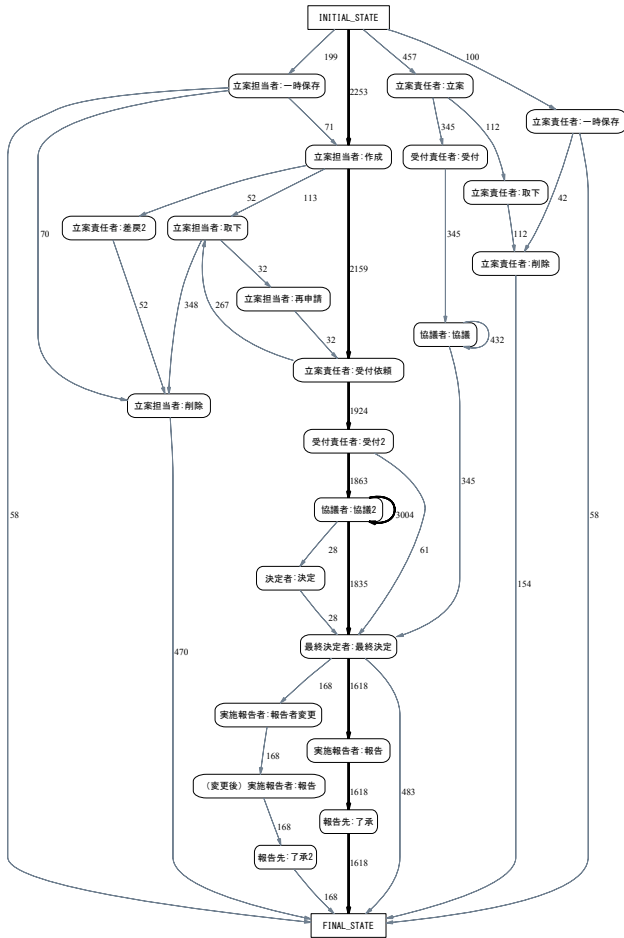 INITIAL_STATE
199
2253
457
100
立案担当者:一時保存
立案責任者:立案
立案責任者:一時保存
71
345
112
立案担当者:作成
受付責任者:受付
立案責任者:取下
42
52
113
立案責任者:差戻2
立案担当者:取下
70
345
112
2159
立案責任者:削除
32
立案担当者:再申請
52
348
267
32
協議者:協議
432
立案責任者:受付依頼
立案担当者:削除
1924
受付責任者:受付2
1863
345
協議者:協議2
3004
58
58
28
61
決定者:決定
1835
154
28
最終決定者:最終決定
470
168
1618
483
実施報告者:報告者変更
実施報告者:報告
168
(変更後)実施報告者:報告
1618
報告先:了承
168
報告先:了承2
1618
168
FINAL_STATE